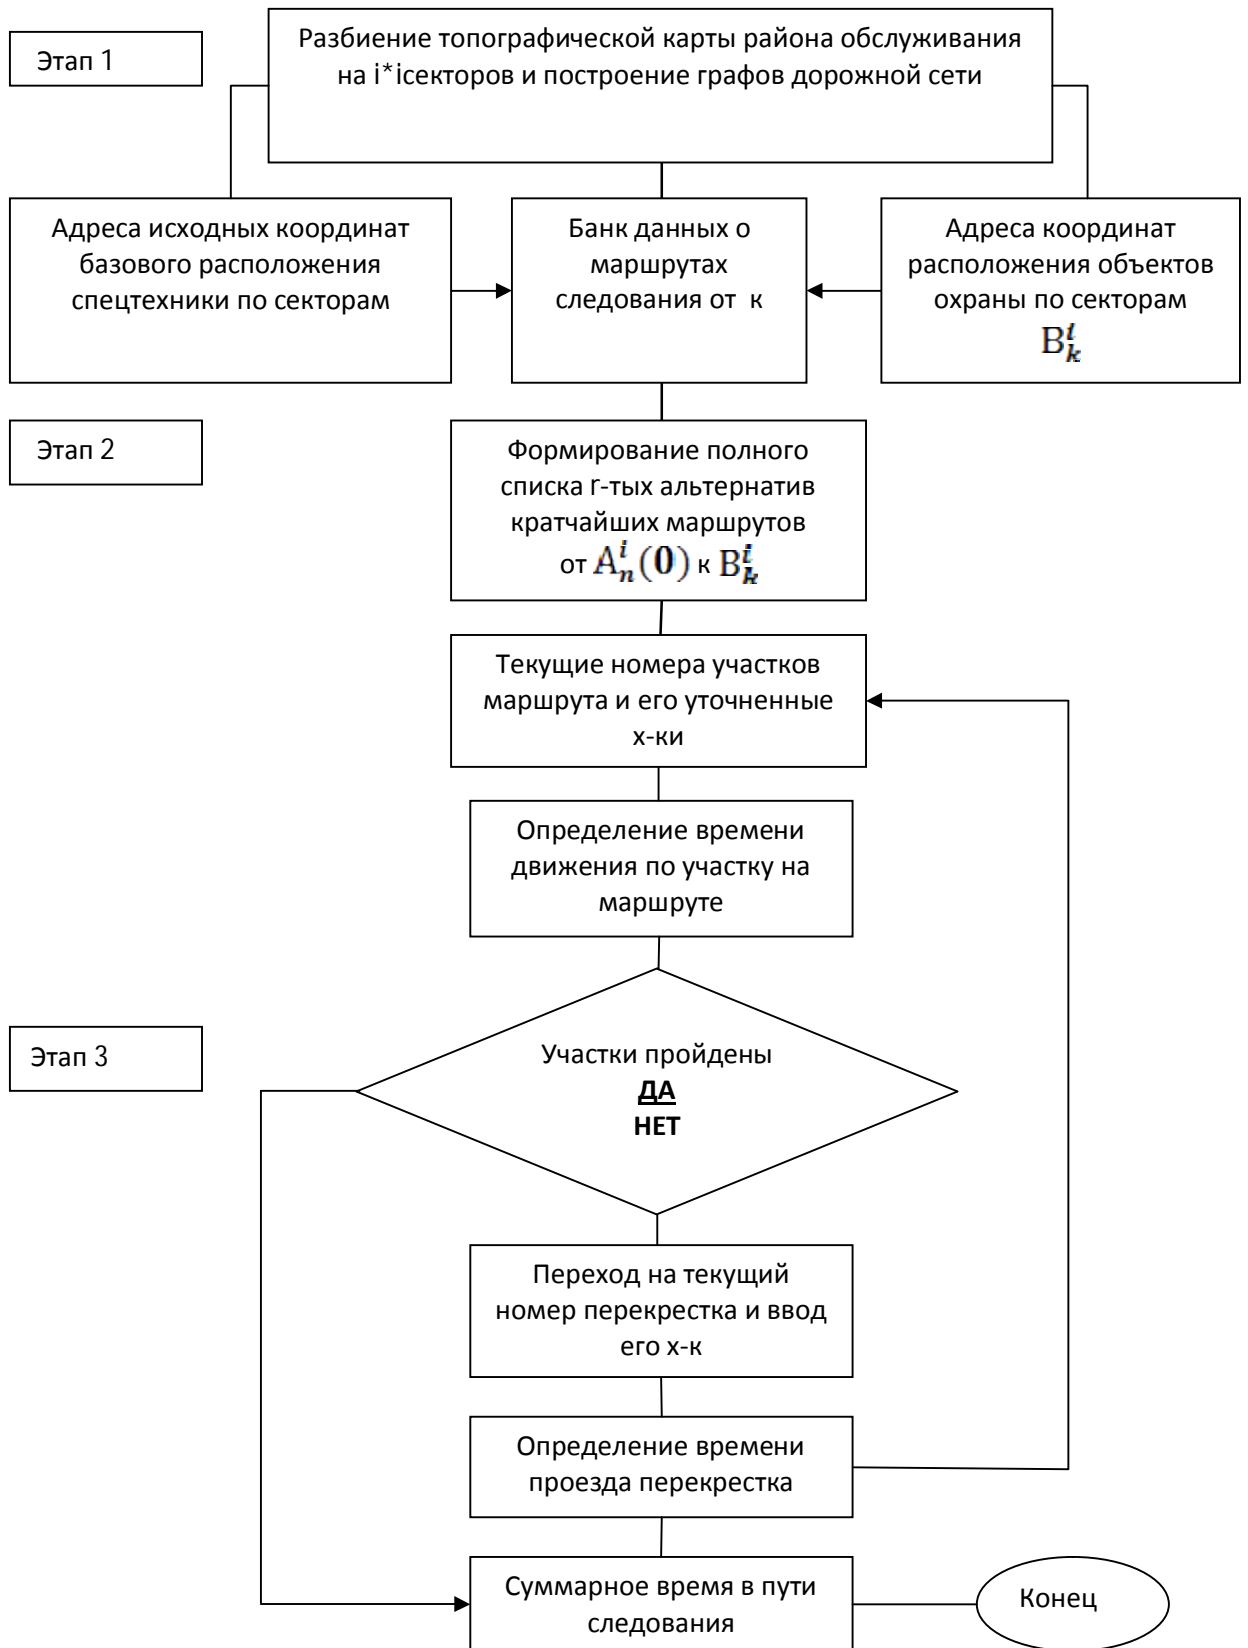 Этап 1
Разбиение топографической карты района обслуживания
на i*iсекторов и построение графов дорожной сети
Адреса исходных координат
базового расположения
спецтехники по секторам
Банк данных о
маршрутах
следования от к
Адреса координат
расположения объектов
охраны по секторам
B_k^i
Этап 2
Формирование полного
списка r-тых альтернатив
кратчайших маршрутов
от A_n^i(0) к B_k^i
Текущие номера участков
маршрута и его уточненные
х-ки
Определение времени
движения по участку на
маршруте
Этап 3
Участки пройдены
ДА
НЕТ
Переход на текущий
номер перекрестка и ввод
его х-к
Определение времени
проезда перекрестка
Суммарное время в пути
следования
Конец